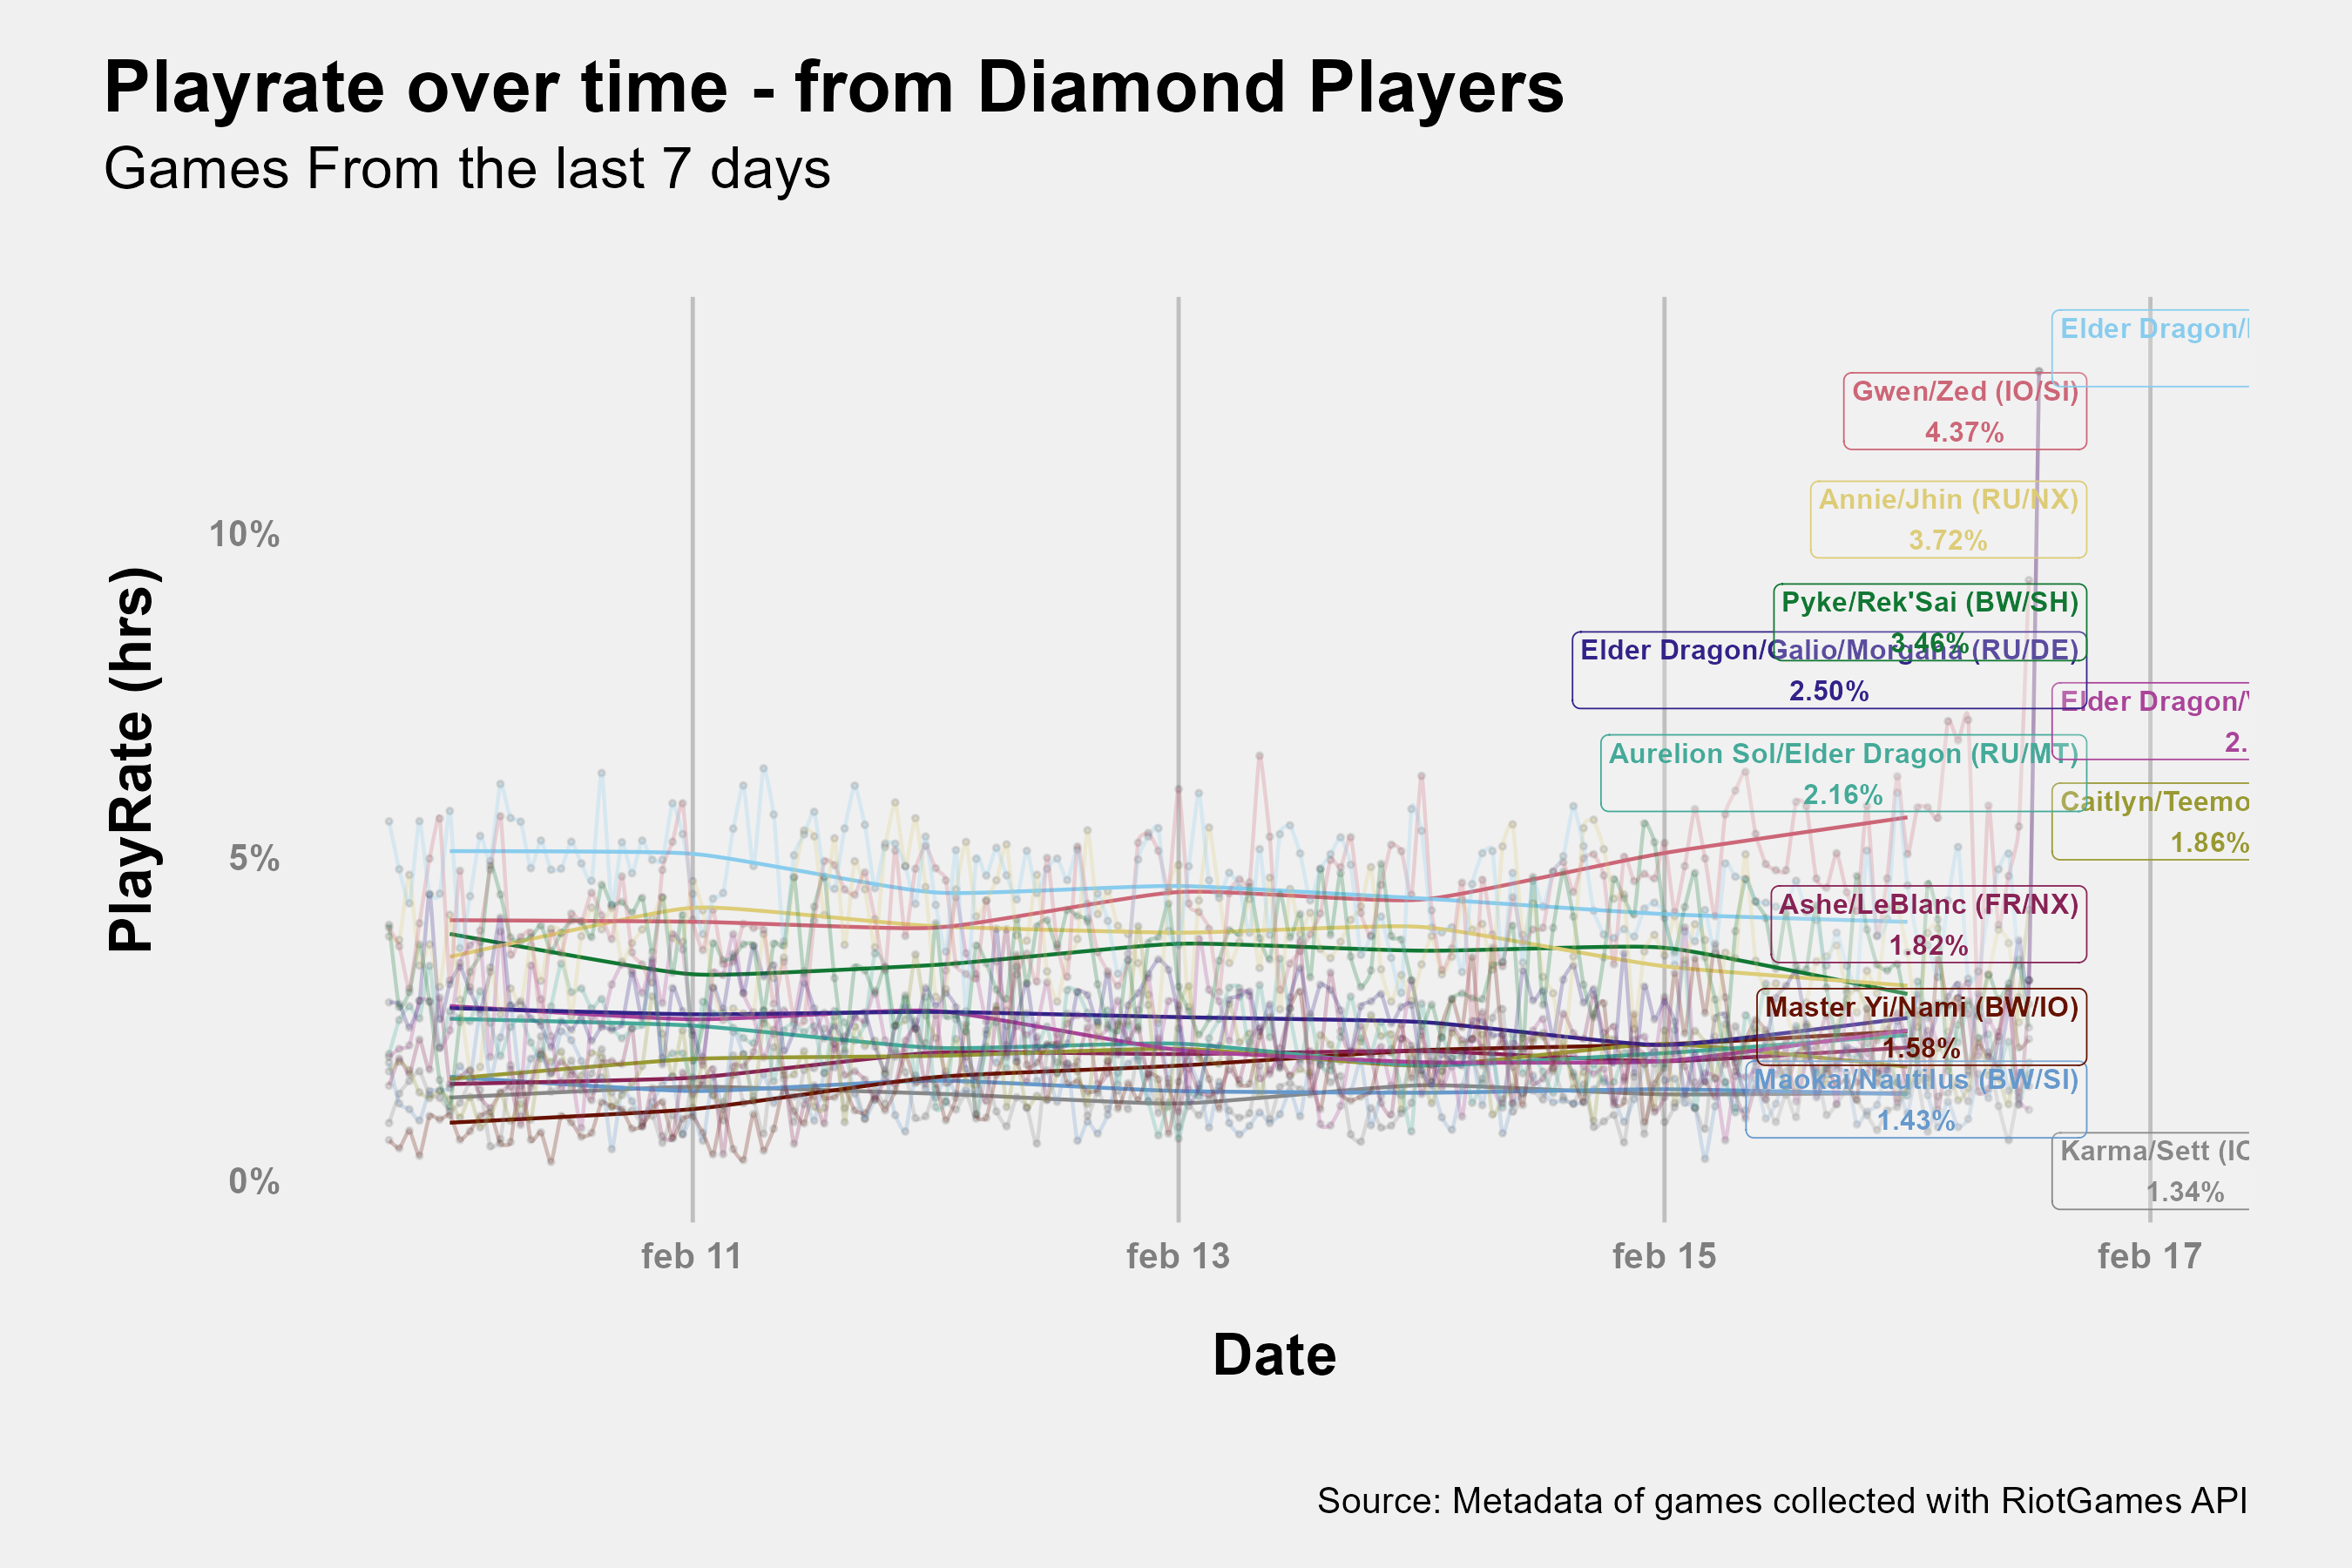 Playrate over time - from Diamond Players
Games From the last 7 days
PlayRate (hrs)
10%
5%
0%
Elder Dragon/
Gwen/Zed (IO/SI)
4.37%
Annie/Jhin (RU/NX)
3.72%
Pyke/Rek'Sai (BW/SH)
3.46%
Elder Dragon/Galio/Morgana (RU/DE)
2.50%
Elder Dragon/
2.
Aurelion Sol/Elder Dragon (RU/MT)
2.16%
Caitlyn/Teemo
1.86%
Ashe/LeBlanc (FR/NX)
1.82%
Master Yi/Nami (BW/IO)
1.58%
Maokai/Nautilus (BW/SI)
1.43%
Karma/Sett (IO
1.34%
feb 11
feb 13
feb 15
feb 17
Date
Source: Metadata of games collected with RiotGames API